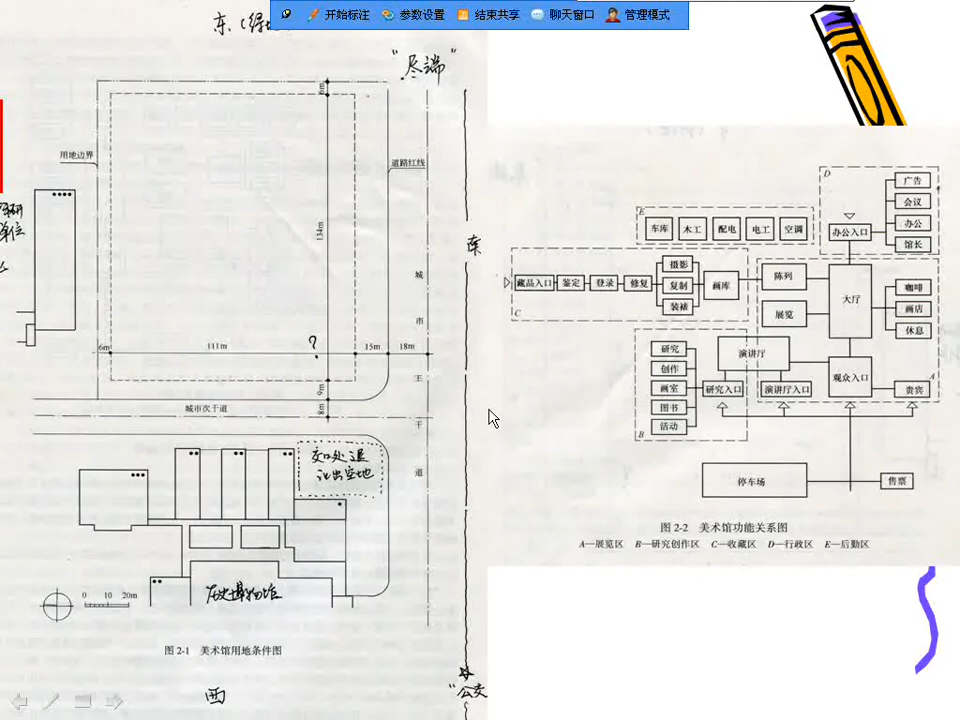 开始标注 参数设置 结束共享 聊天窗口 管理模式
东
"尽端"
6m
用地边界
道路红线
134m
东
城市主干道
?
6m 111m 15m 18m
9m
8m
城市次干道
交口处退
让出空地
历史博物馆
0 10 20m
图 2-1 美术馆用地条件图
西
"公交
D
广告
会议
办公
馆长
办公入口
E
车库 木工 配电 电工 空调
藏品入口 鉴定 登录 修复
摄影
复制
装裱
画库
C
陈列
展览
大厅
咖啡
画店
休息
研究
创作
画室
图书
活动
B
演讲厅
研究入口
演讲厅入口
观众入口
贵宾
A
停车场
售票
图 2-2 美术馆功能关系图
A—展览区 B—研究创作区 C—收藏区 D—行政区 E—后勤区